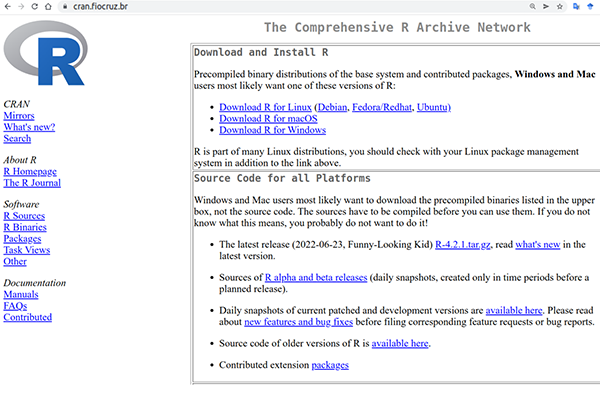 cran.fiocruz.br
The Comprehensive R Archive Network
R
CRAN
Mirrors
What's new?
Search
About R
R Homepage
The R Journal
Software
R Sources
R Binaries
Packages
Task Views
Other
Documentation
Manuals
FAQs
Contributed
Download and Install R
Precompiled binary distributions of the base system and contributed packages, Windows and Mac
users most likely want one of these versions of R:
• Download R for Linux (Debian, Fedora/Redhat, Ubuntu)
• Download R for macOS
• Download R for Windows
R is part of many Linux distributions, you should check with your Linux package management
system in addition to the link above.
Source Code for all Platforms
Windows and Mac users most likely want to download the precompiled binaries listed in the upper
box, not the source code. The sources have to be compiled before you can use them. If you do not
know what this means, you probably do not want to do it!
• The latest release (2022-06-23, Funny-Looking Kid) R-4.2.1.tar.gz, read what's new in the
latest version.
• Sources of R alpha and beta releases (daily snapshots, created only in time periods before a
planned release).
• Daily snapshots of current patched and development versions are available here. Please read
about new features and bug fixes before filing corresponding feature requests or bug reports.
• Source code of older versions of R is available here.
• Contributed extension packages